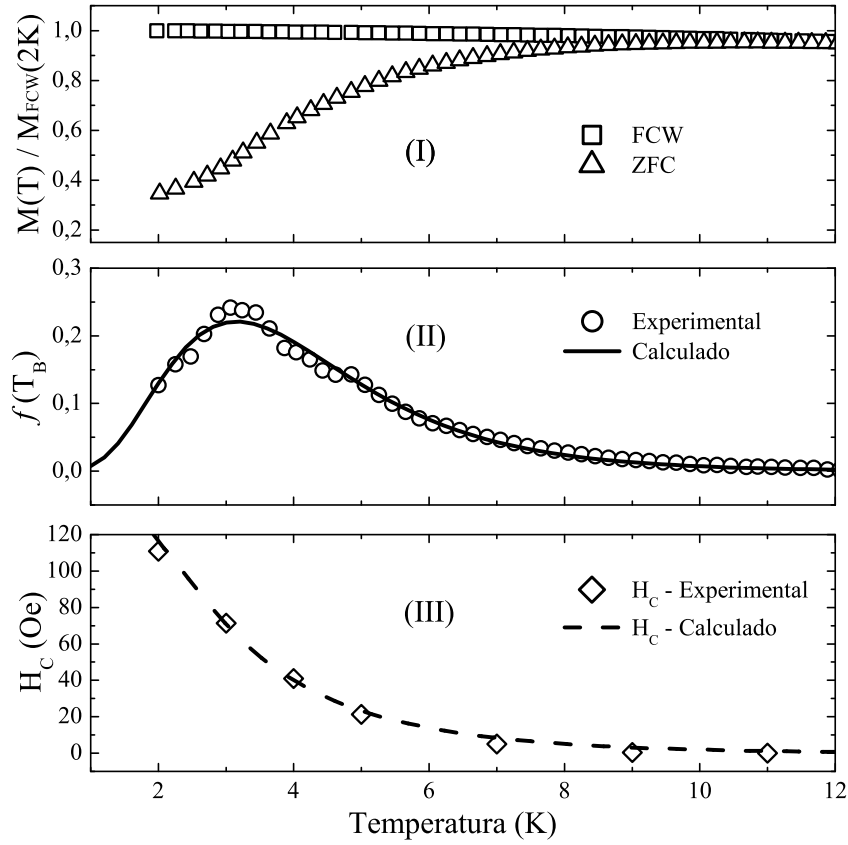 1,0
0,8
0,6
0,4
0,2
M(T) / M_FCW(2K)
(I)
FCW
ZFC
0,3
0,2
0,1
0,0
f(T_B)
(II)
Experimental
Calculado
120
100
80
60
40
20
0
H_C (Oe)
(III)
H_C - Experimental
H_C - Calculado
2 4 6 8 10 12
Temperatura (K)